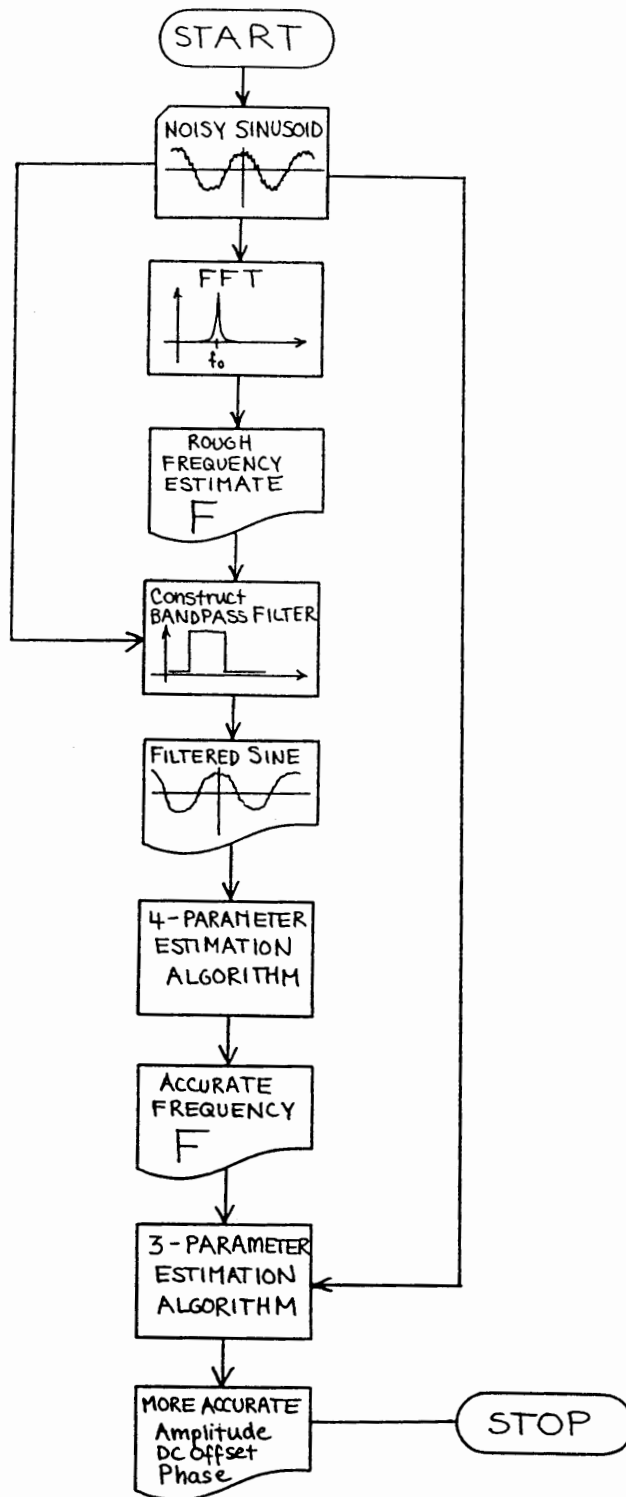 START
NOISY SINUSOID
FFT
fo
ROUGH
FREQUENCY
ESTIMATE
F
Construct
BANDPASS FILTER
FILTERED SINE
4-PARAMETER
ESTIMATION
ALGORITHM
ACCURATE
FREQUENCY
F
3-PARAMETER
ESTIMATION
ALGORITHM
MORE ACCURATE
Amplitude
DC Offset
Phase
STOP